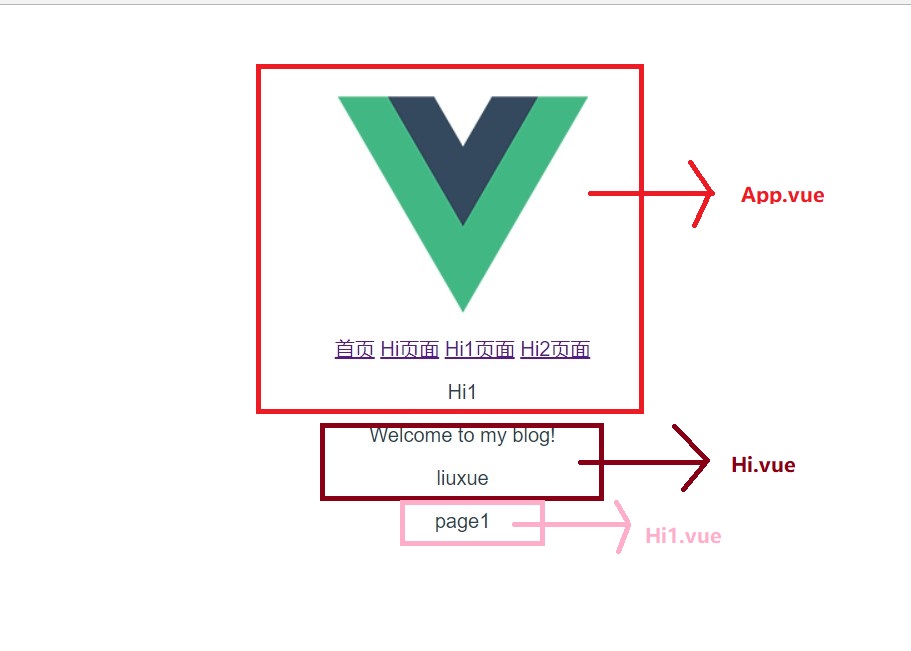 App.vue
首页 Hi页面 Hi1页面 Hi2页面
Hi1
Welcome to my blog!
Hi.vue
liuxue
page1
Hi1.vue